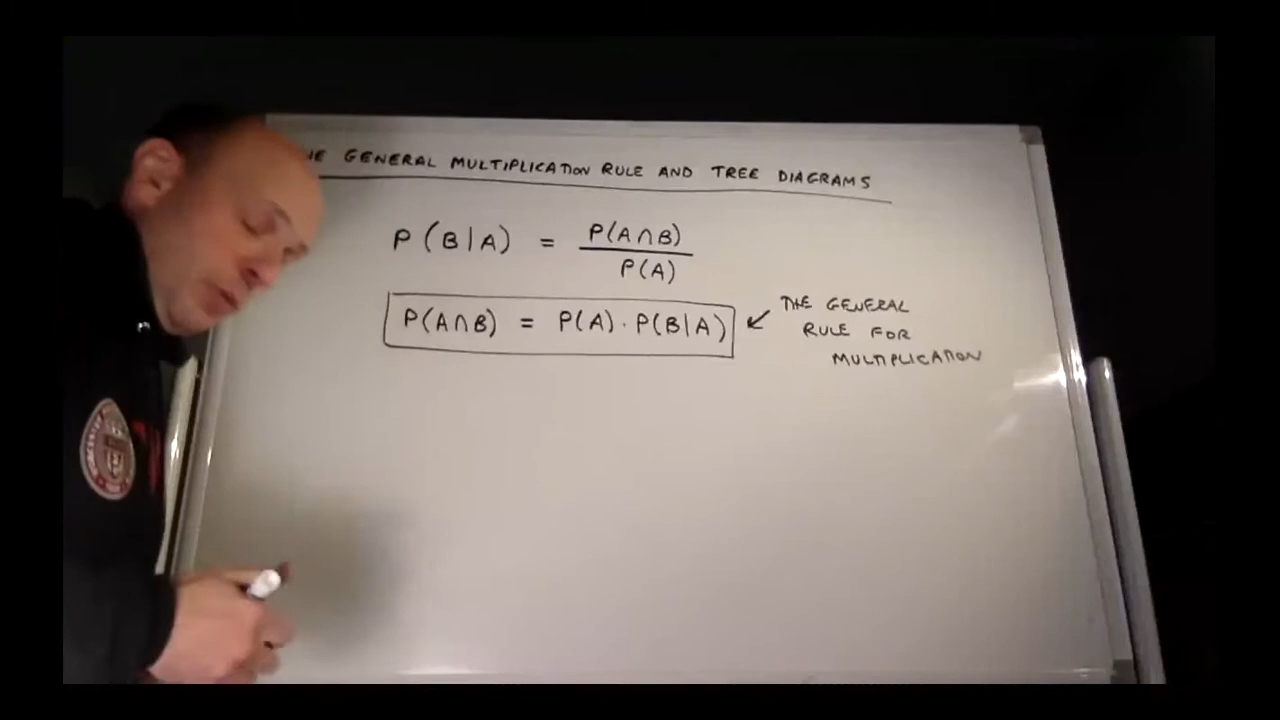 GENERAL MULTIPLICATION RULE AND TREE DIAGRAMS
P(B|A) = P(A∩B)
P(A)
P(A∩B) = P(A) · P(B|A) ↙ THE GENERAL
RULE FOR
MULTIPLICATION